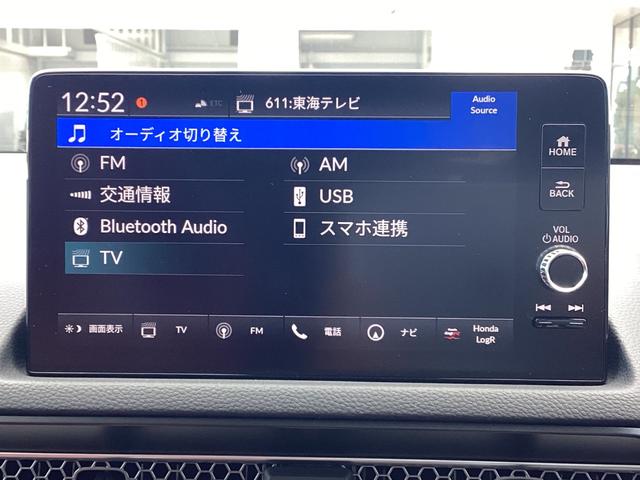 12:52 ! ETC 611:東海テレビ Audio Source
オーディオ切り替え
FM
AM
交通情報
USB
Bluetooth Audio
スマホ連携
TV
HOME
BACK
VOL
AUDIO
画面表示 TV FM 電話 ナビ Honda LogR